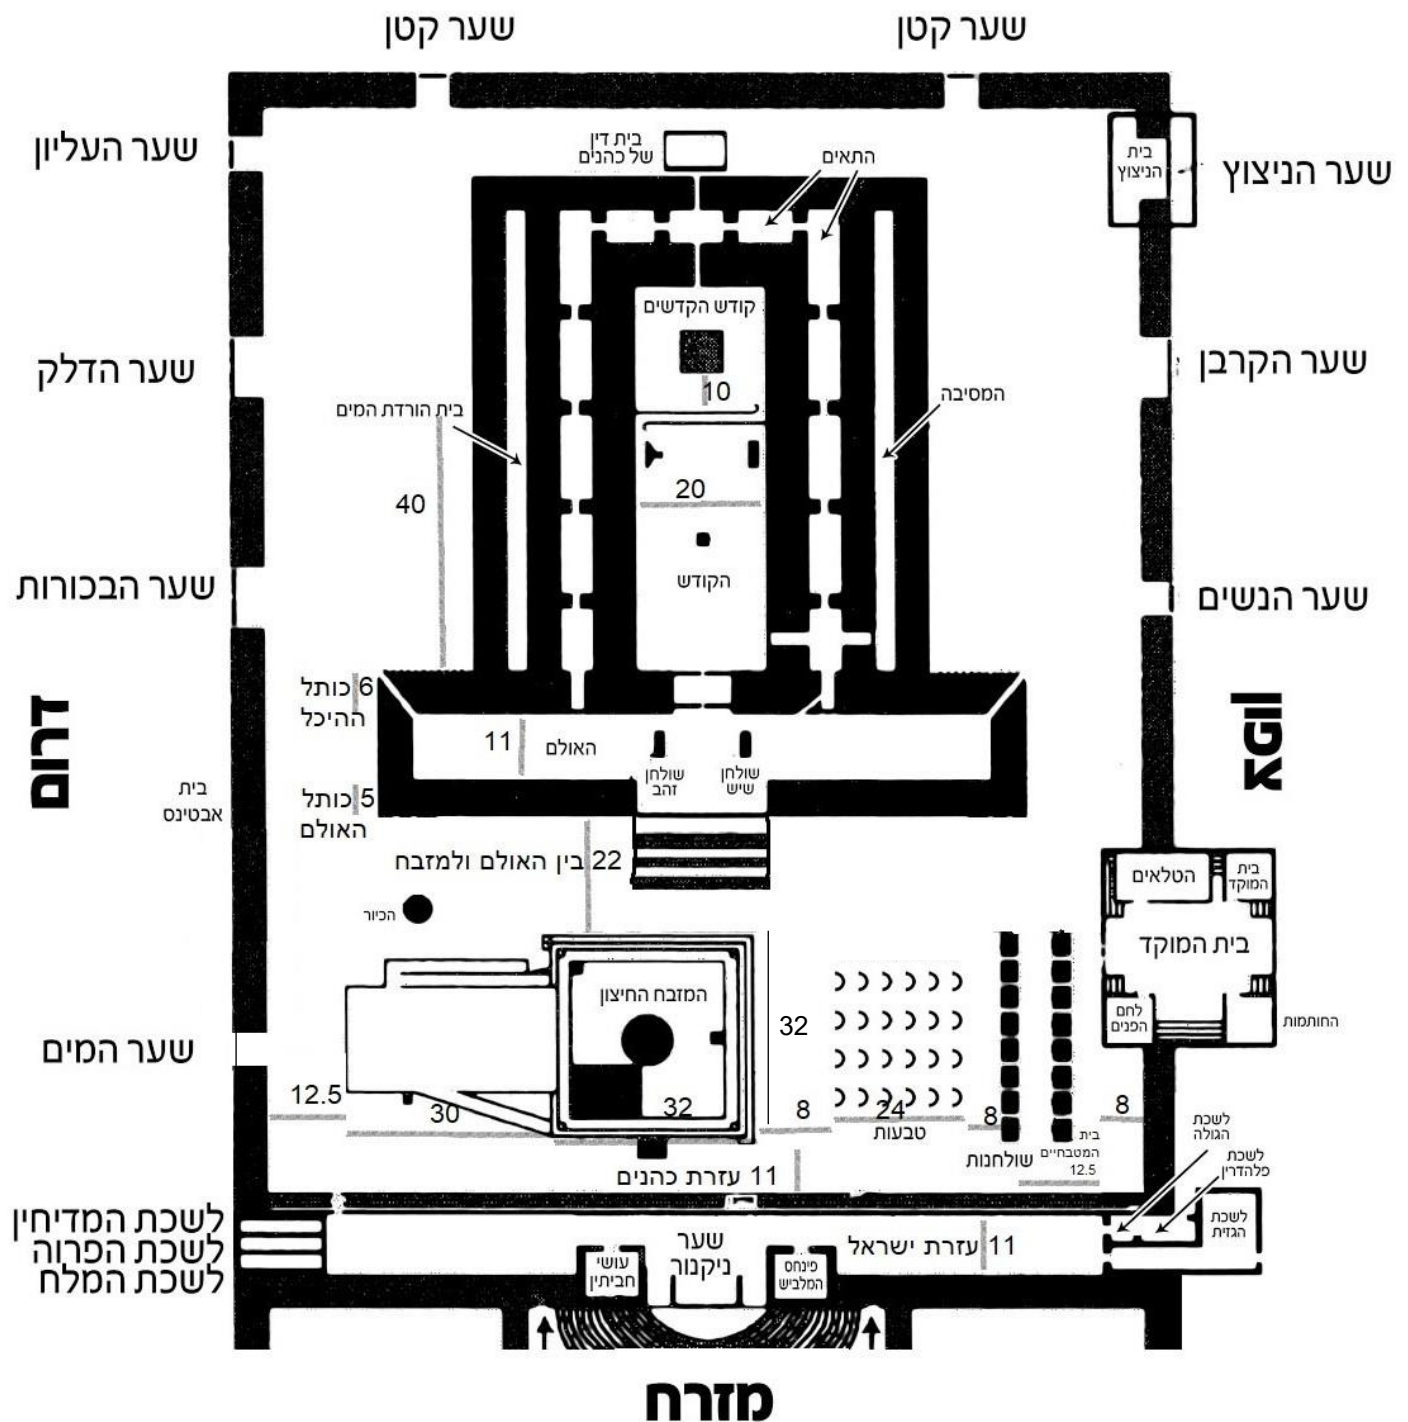 שער קטן
שער קטן
שער העליון
בית דין
של כהנים
התאים
בית
הניצוץ
שער הניצוץ
קודש הקדשים
שער הדלק
שער הקרבן
10
המסיבה
בית הורדת המים
40
20
הקודש
שער הבכורות
שער הנשים
דרום
צפון
6 כותל
ההיכל
11
האולם
שולחן
זהב
שולחן
שיש
5 כותל
האולם
בית
אבטינס
22 בין האולם ולמזבח
הכיור
הטלאים
בית
המוקד
בית המוקד
לחם
הפנים
החותמות
המזבח החיצון
32
שער המים
12.5
30
32
8
24
טבעות
8
שולחנות
בית
המטבחיים
12.5
8
לשכת
הגולה
לשכת
פלהדרין
לשכת
הגזית
11 עזרת כהנים
לשכת המדיחין
לשכת הפרוה
לשכת המלח
עושי
חביתין
שער
ניקנור
פינחס
המלביש
11 עזרת ישראל
מזרח